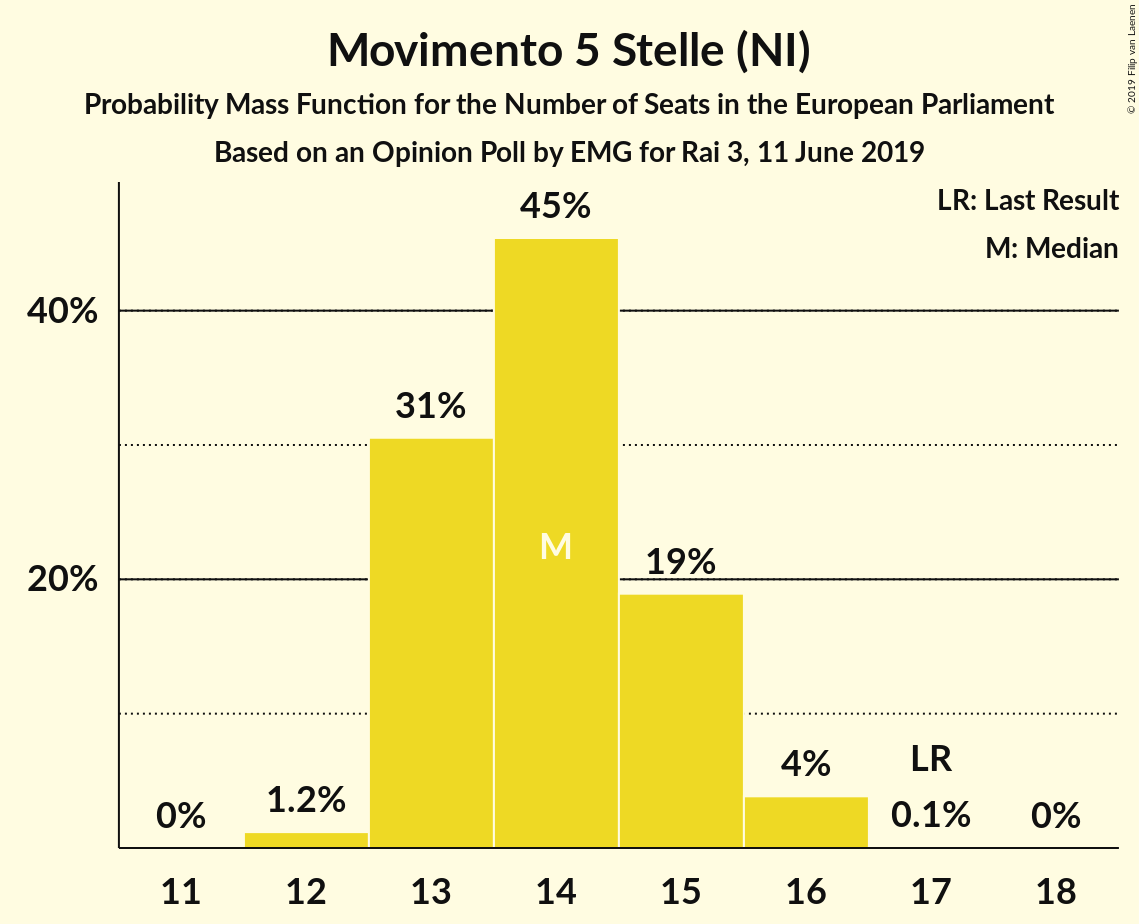 Movimento 5 Stelle (NI)
Probability Mass Function for the Number of Seats in the European Parliament
Based on an Opinion Poll by EMG for Rai 3, 11 June 2019
© 2019 Filip van Laenen
LR: Last Result
M: Median
40%
20%
0%
1.2%
31%
45%
M
19%
4%
LR
0.1%
0%
11
12
13
14
15
16
17
18